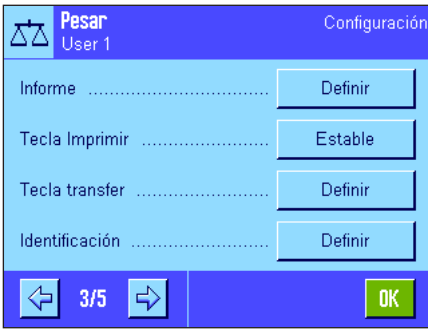 Pesar
User 1
Configuración
Informe ................................. Definir
Tecla Imprimir ....................... Estable
Tecla transfer ........................ Definir
Identificación ......................... Definir
3/5
OK